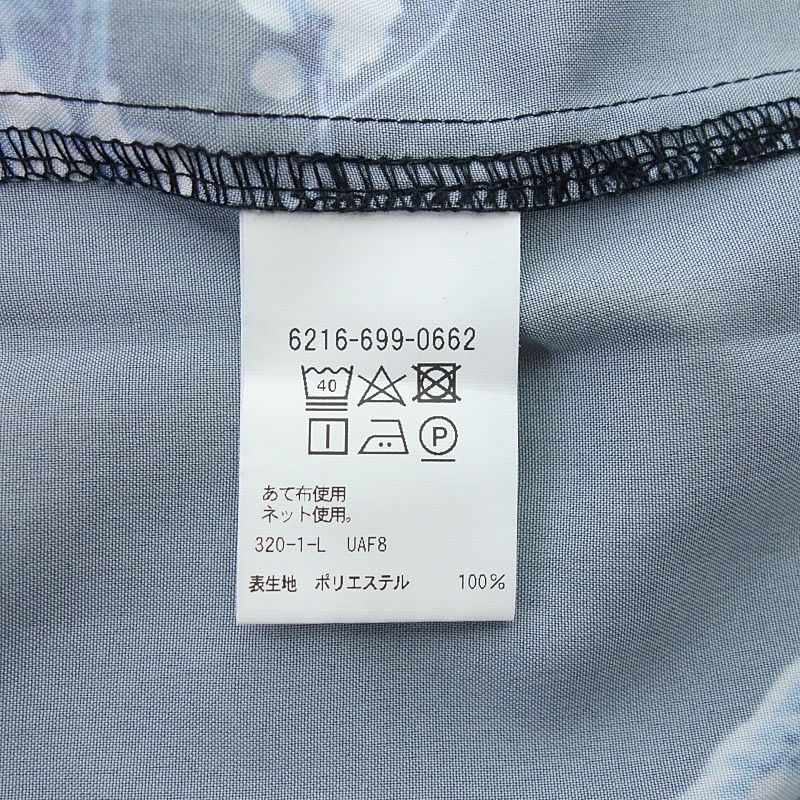 6216-699-0662
40
P
あて布使用
ネット使用。
320-1-L UAF8
表生地 ポリエステル 100%